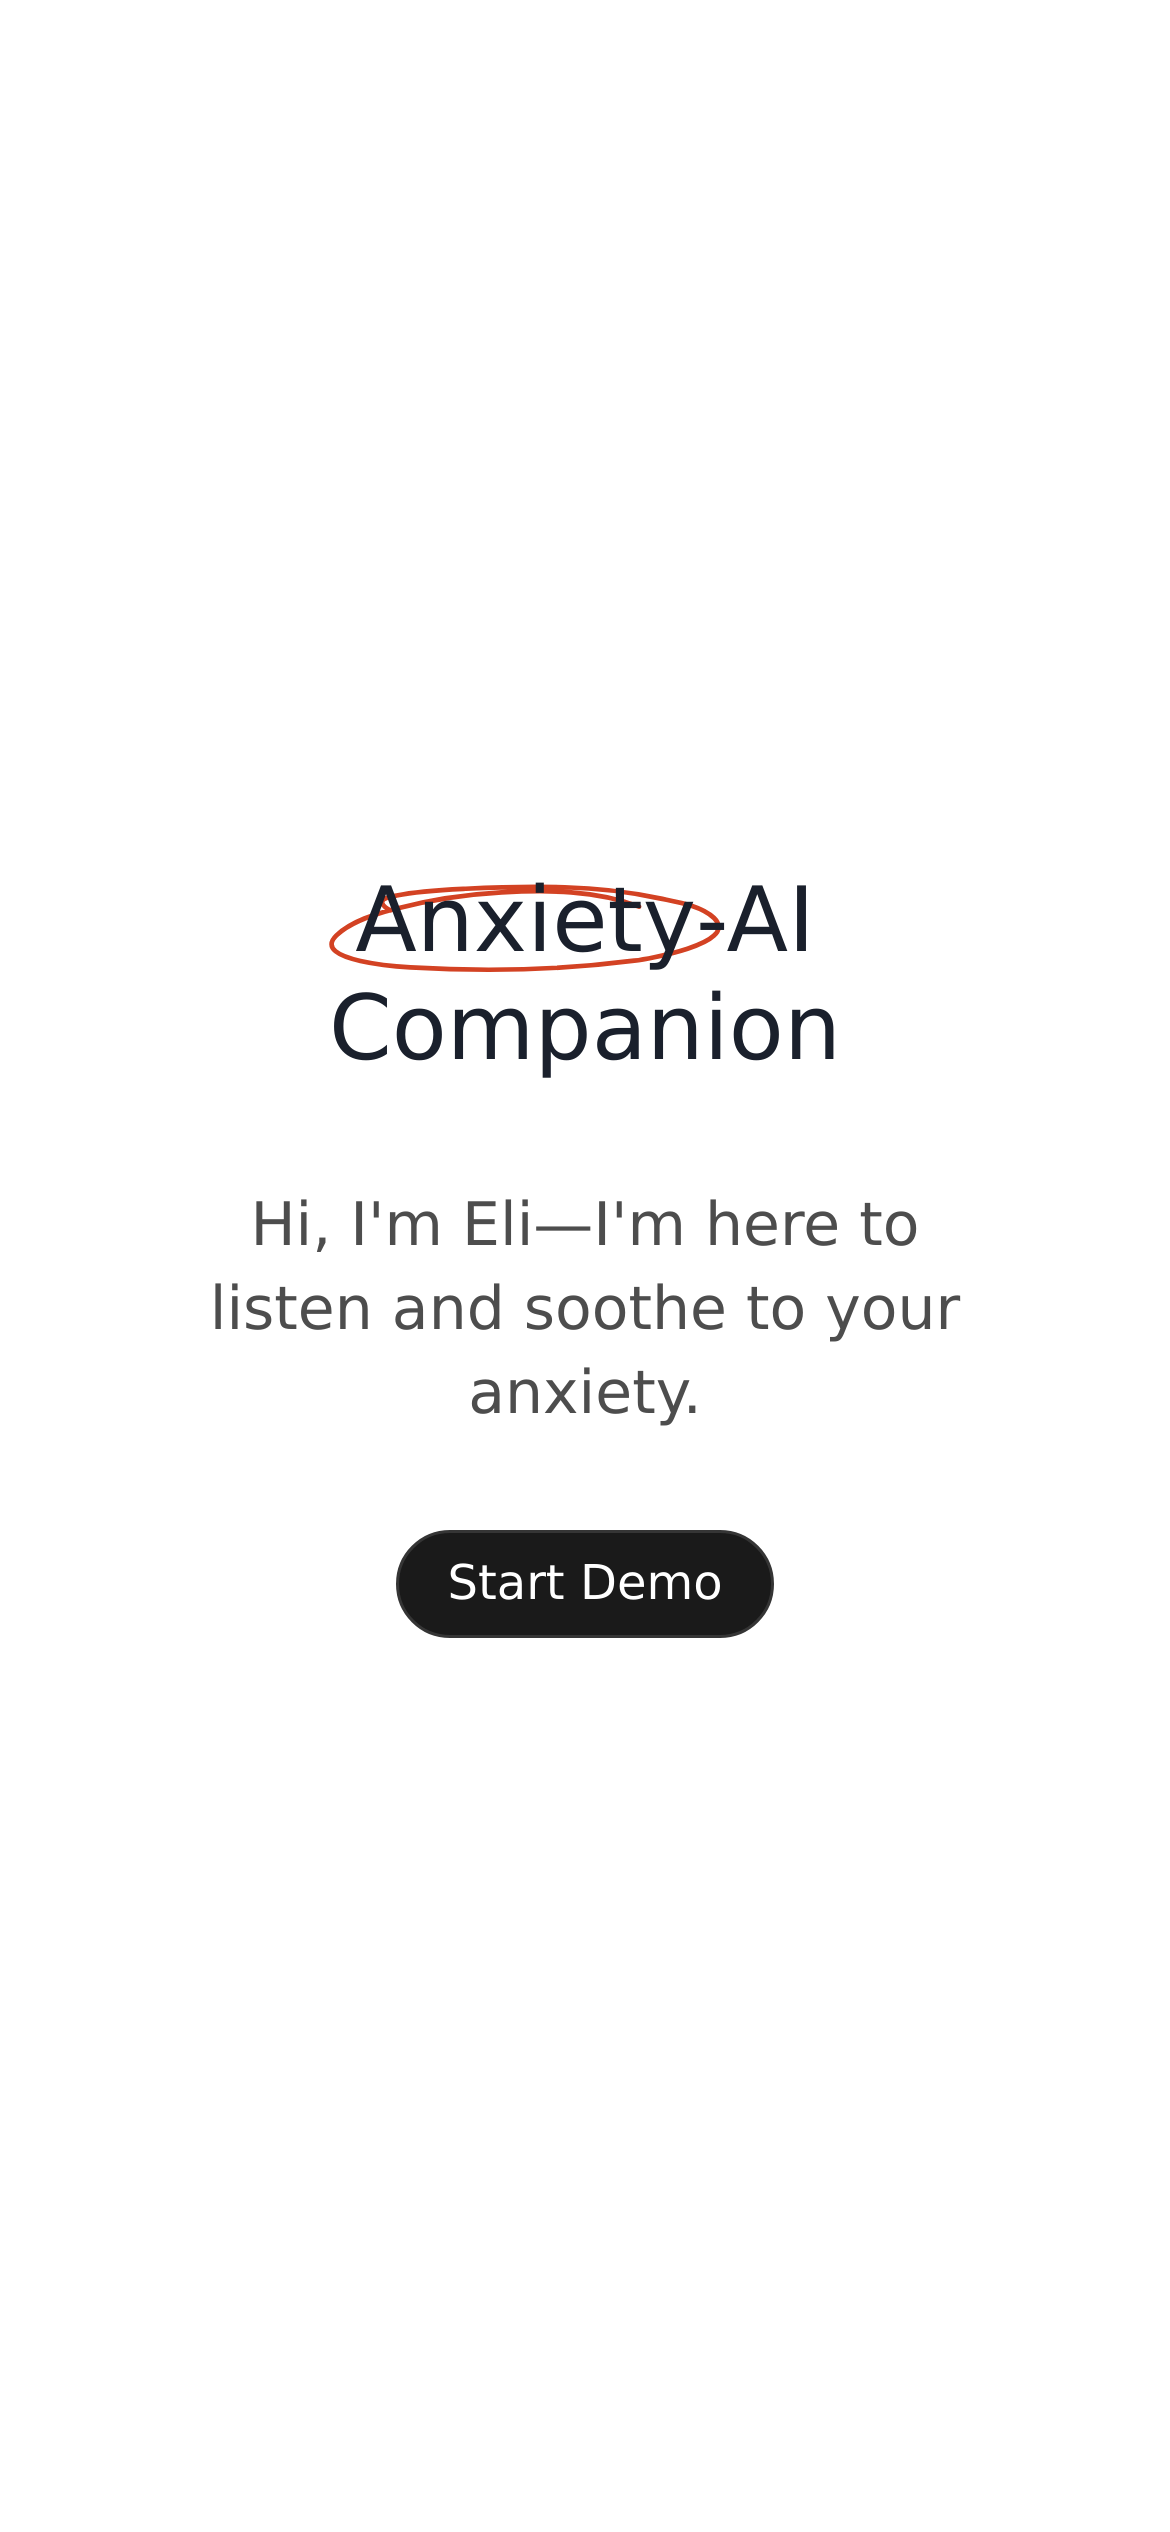 Anxiety-AI
Companion
Hi, I'm Eli—I'm here to
listen and soothe to your
anxiety.
Start Demo